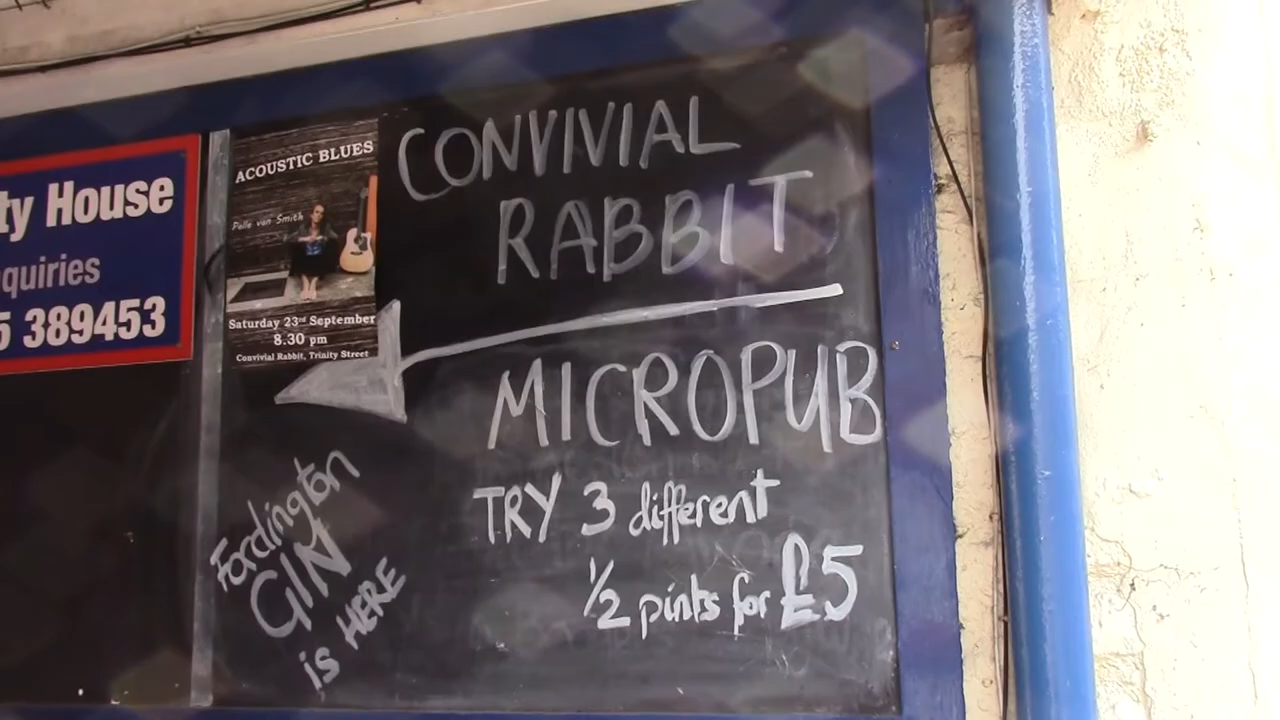 ty House
quiries
5 389453
ACOUSTIC BLUES
Pelle van Smith
Saturday 23rd September
8.30 pm
Convivial Rabbit, Trinity Street
CONVIVIAL
RABBIT
MICROPUB
TRY 3 different
1/2 pints for £5
Fordington
GIN
is HERE